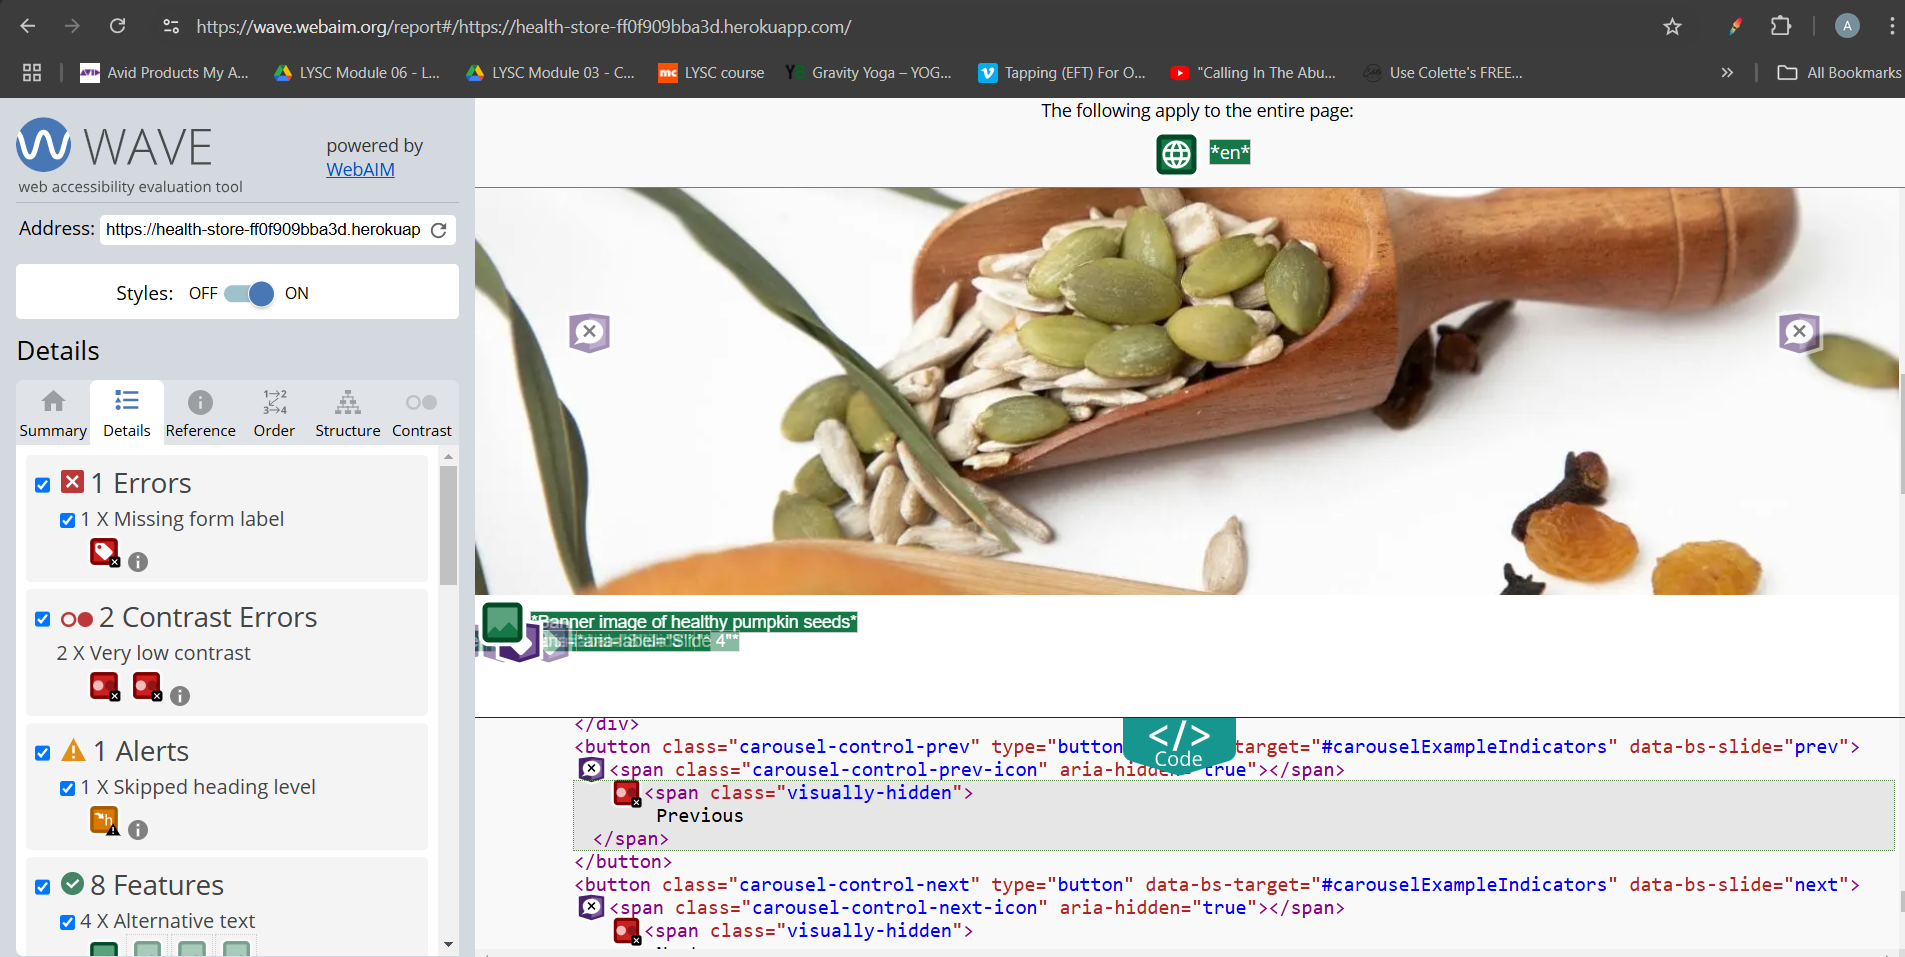 https://wave.webaim.org/report#/https://health-store-ff0f909bba3d.herokuapp.com/
A
Avid Products My A...
LYSC Module 06 - L...
LYSC Module 03 - C...
mc LYSC course
Gravity Yoga – YOG...
Tapping (EFT) For O...
"Calling In The Abu...
Use Colette's FREE...
All Bookmarks
WAVE
powered by
WebAIM
web accessibility evaluation tool
Address: https://health-store-ff0f909bba3d.herokuap
Styles: OFF ON
Details
Summary Details Reference Order Structure Contrast
1 Errors
1 X Missing form label
2 Contrast Errors
2 X Very low contrast
1 Alerts
1 X Skipped heading level
8 Features
4 X Alternative text
The following apply to the entire page:
*en*
*Banner image of healthy pumpkin seeds*
aria-label="Slide 4"*
</div>
<button class="carousel-control-prev" type="button target="#carouselExampleIndicators" data-bs-slide="prev">
<span class="carousel-control-prev-icon" aria-hidden="true"></span>
<span class="visually-hidden">
Previous
</span>
</button>
<button class="carousel-control-next" type="button" data-bs-target="#carouselExampleIndicators" data-bs-slide="next">
<span class="carousel-control-next-icon" aria-hidden="true"></span>
<span class="visually-hidden">
</> Code